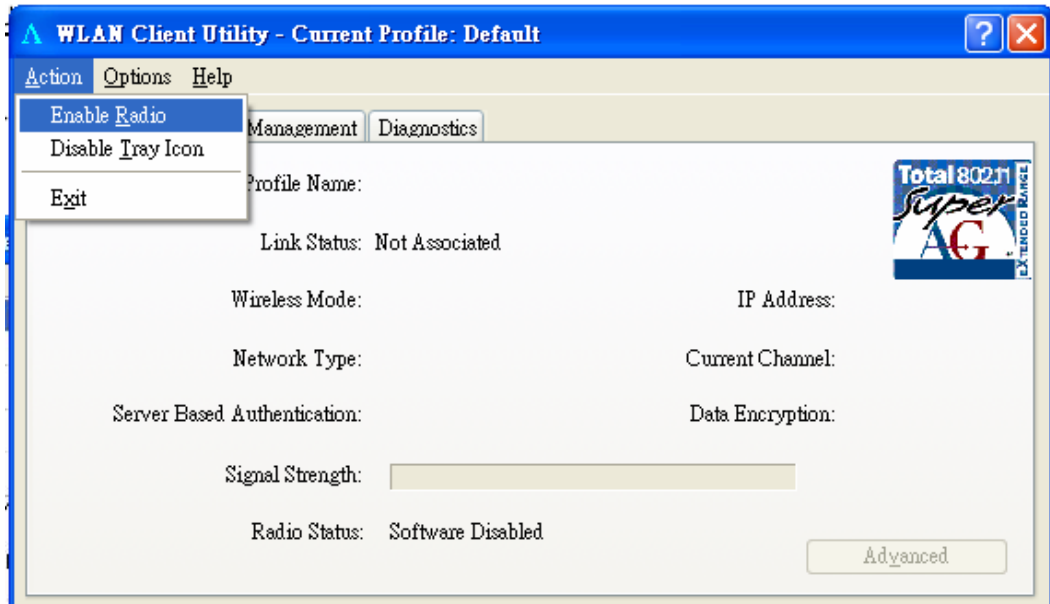 WLAN Client Utility - Current Profile: Default
Action Options Help
Enable Radio
Disable Tray Icon
Exit
Management Diagnostics
Profile Name:
Total 802.11
Super
AG
eXtended Range
Link Status: Not Associated
Wireless Mode:
IP Address:
Network Type:
Current Channel:
Server Based Authentication:
Data Encryption:
Signal Strength:
Radio Status: Software Disabled
Advanced